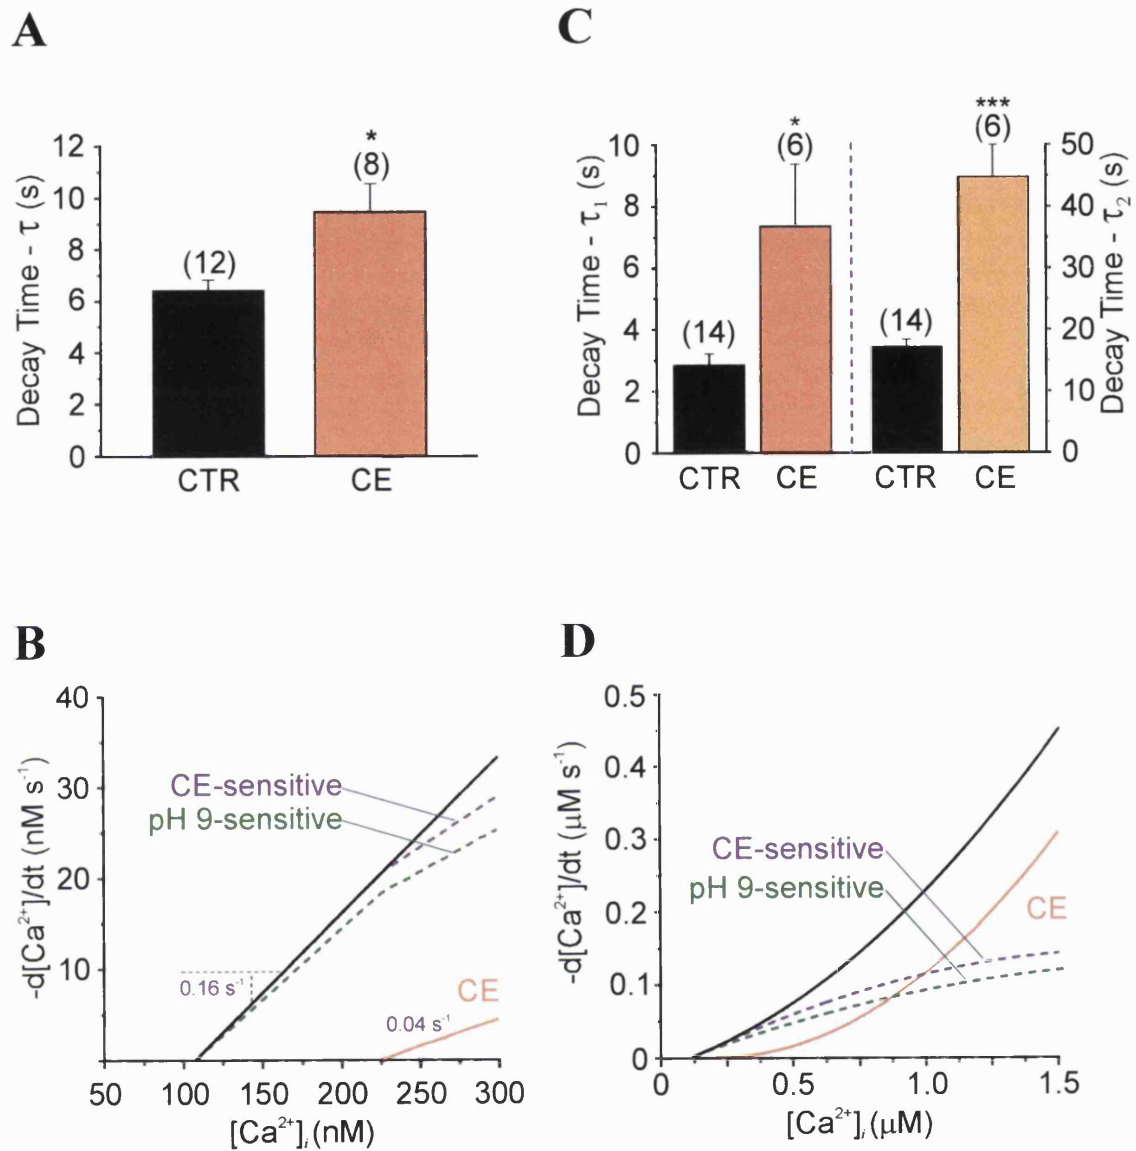 A
Decay Time - τ (s)
12
10
8
6
4
2
0
(12)
*
(8)
CTR
CE
C
Decay Time - τ₁ (s)
10
8
6
4
2
0
(14)
*
(6)
(14)
***
(6)
CTR
CE
CTR
CE
50
40
30
20
10
0
Decay Time - τ₂ (s)
B
-d[Ca²⁺]/dt (nM s⁻¹)
40
30
20
10
CE-sensitive
pH 9-sensitive
0.16 s⁻¹
CE
0.04 s⁻¹
50 100 150 200 250 300
[Ca²⁺]ᵢ (nM)
D
-d[Ca²⁺]/dt (μM s⁻¹)
0.5
0.4
0.3
0.2
0.1
0
CE-sensitive
pH 9-sensitive
CE
0 0.5 1.0 1.5
[Ca²⁺]ᵢ (μM)